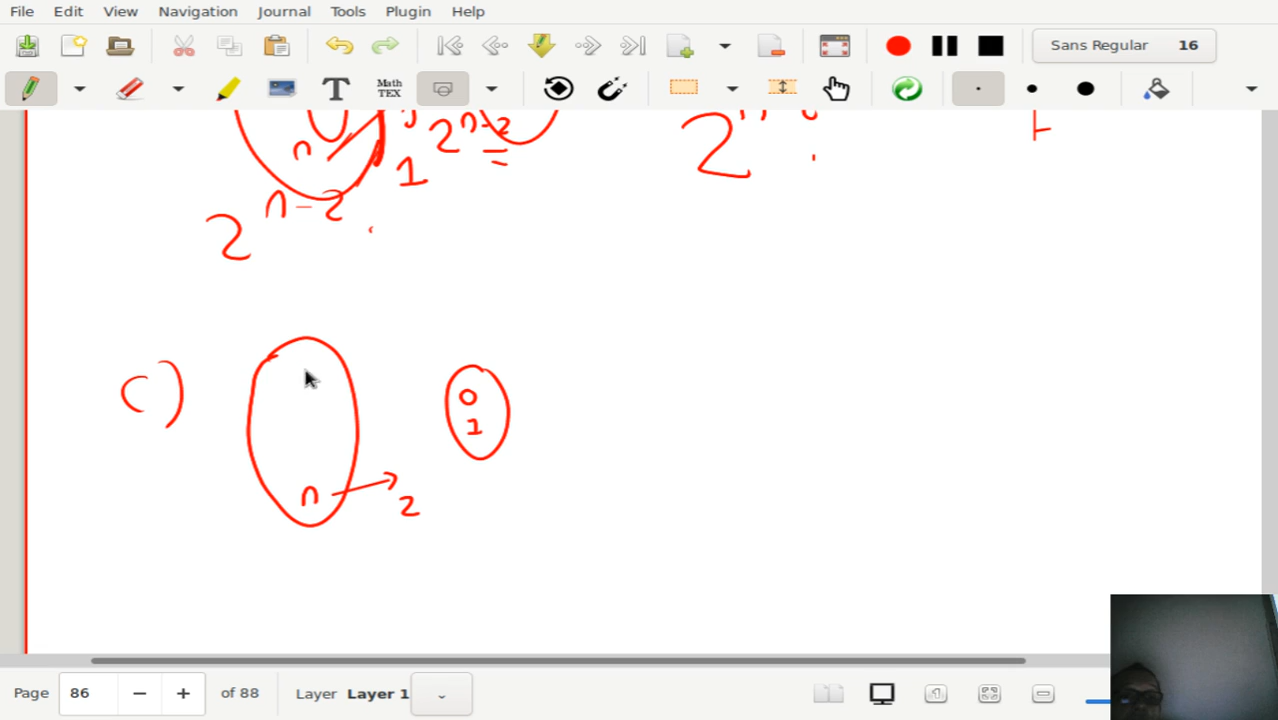 File Edit View Navigation Journal Tools Plugin Help
Sans Regular 16
T Math TEX
n 1 2^{n-2}
2^{n-2}
C)
0
1
n → 2
Page 86 − + of 88 Layer Layer 1